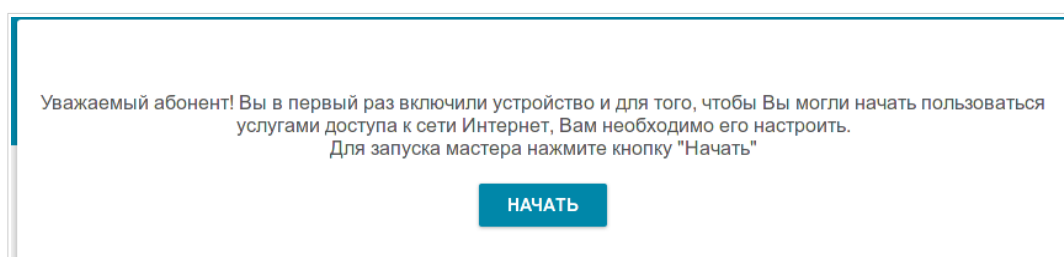 Уважаемый абонент! Вы в первый раз включили устройство и для того, чтобы Вы могли начать пользоваться
услугами доступа к сети Интернет, Вам необходимо его настроить.
Для запуска мастера нажмите кнопку "Начать"
НАЧАТЬ